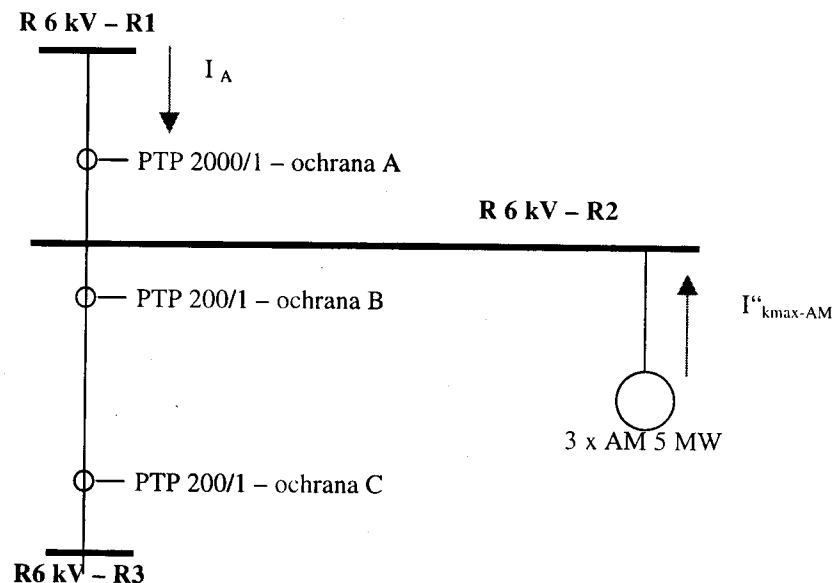 R 6 kV – R1
I A
PTP 2000/1 – ochrana A
R 6 kV – R2
PTP 200/1 – ochrana B
I“kmax-AM
3 x AM 5 MW
PTP 200/1 – ochrana C
R6 kV – R3